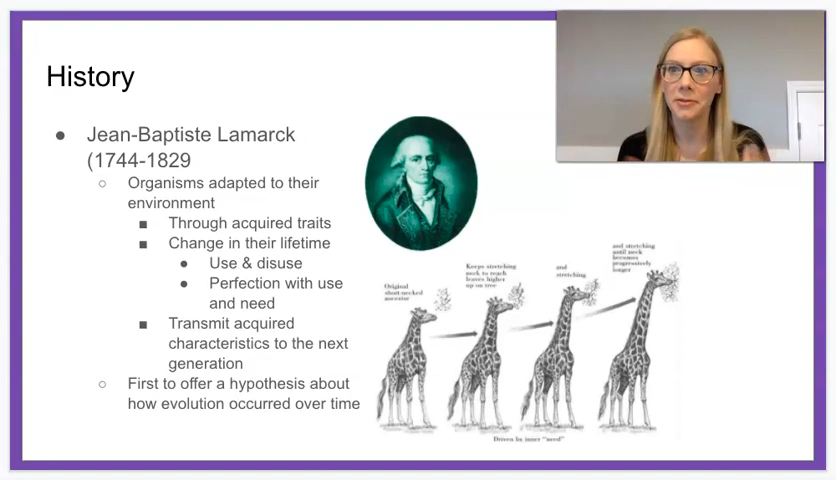 History
Jean-Baptiste Lamarck
(1744-1829
Organisms adapted to their
environment
Through acquired traits
Change in their lifetime
Use & disuse
Perfection with use
and need
Transmit acquired
characteristics to the next
generation
First to offer a hypothesis about
how evolution occurred over time
Original
short-necked
ancestor
Keeps stretching
neck to reach
leaves higher
up on tree
and
stretching
and stretching
until neck
becomes
progressively
longer
Driven by inner "need"